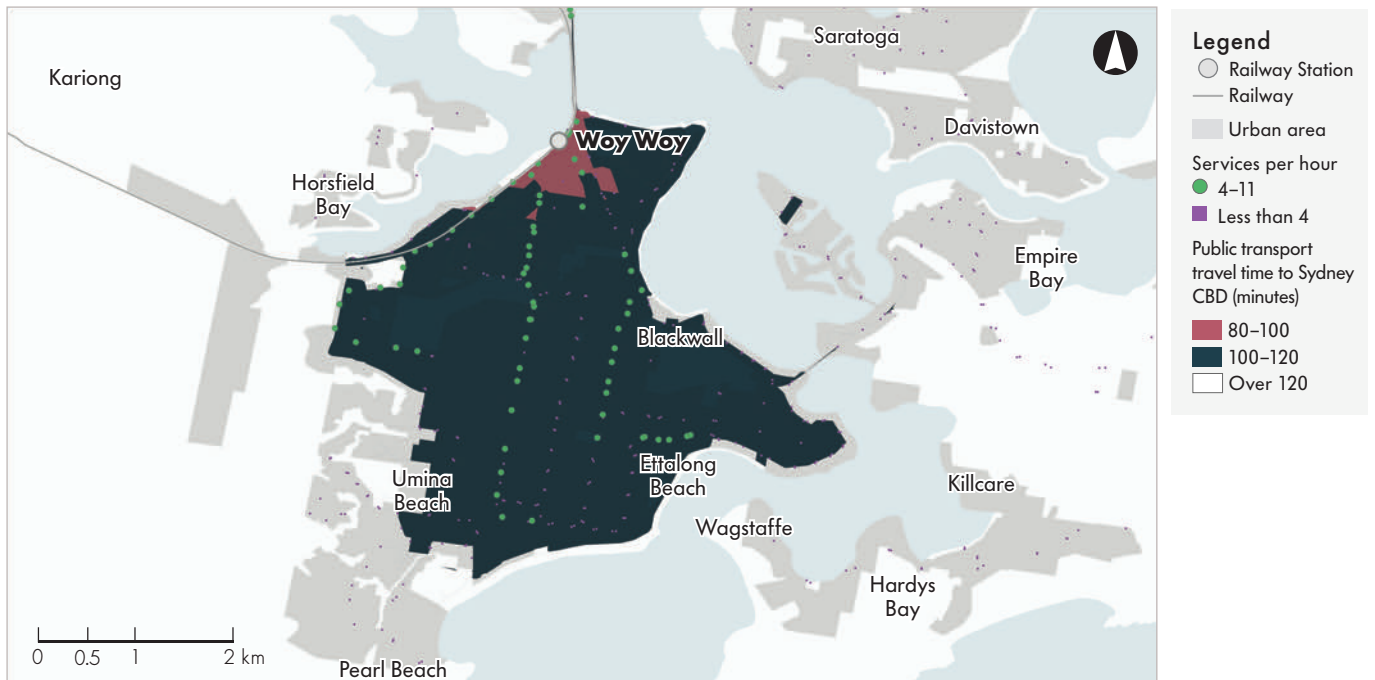 Saratoga
Kariong
Davistown
Woy Woy
Horsfield
Bay
Empire
Bay
Blackwall
Ettalong
Beach
Umina
Beach
Killcare
Wagstaffe
Hardys
Bay
Pearl Beach
0 0.5 1 2 km
Legend
Railway Station
Railway
Urban area
Services per hour
4–11
Less than 4
Public transport
travel time to Sydney
CBD (minutes)
80–100
100–120
Over 120